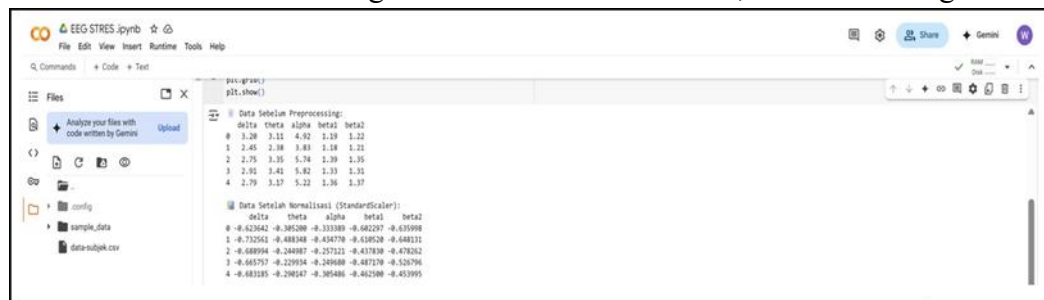 EEG STRES .ipynb
File Edit View Insert Runtime Tools Help
Share
Gemini
W
Commands + Code + Text
RAM
Disk
Files
Analyze your files with
code written by Gemini
Upload
..
.config
sample_data
data-subjek.csv
plt.grid()
plt.show()
Data Sebelum Preprocessing:
delta theta alpha beta1 beta2
0 3.20 3.11 4.92 1.19 1.22
1 2.45 2.38 3.83 1.18 1.21
2 2.75 3.35 5.74 1.39 1.35
3 2.91 3.41 5.82 1.33 1.31
4 2.79 3.17 5.22 1.36 1.37
Data Setelah Normalisasi (StandardScaler):
delta theta alpha beta1 beta2
0 -0.623642 -0.305200 -0.333389 -0.602297 -0.635998
1 -0.732561 -0.488348 -0.434770 -0.610520 -0.648131
2 -0.688994 -0.244987 -0.257121 -0.437830 -0.478262
3 -0.665757 -0.229934 -0.249680 -0.487170 -0.526796
4 -0.683185 -0.290147 -0.305486 -0.462500 -0.453995